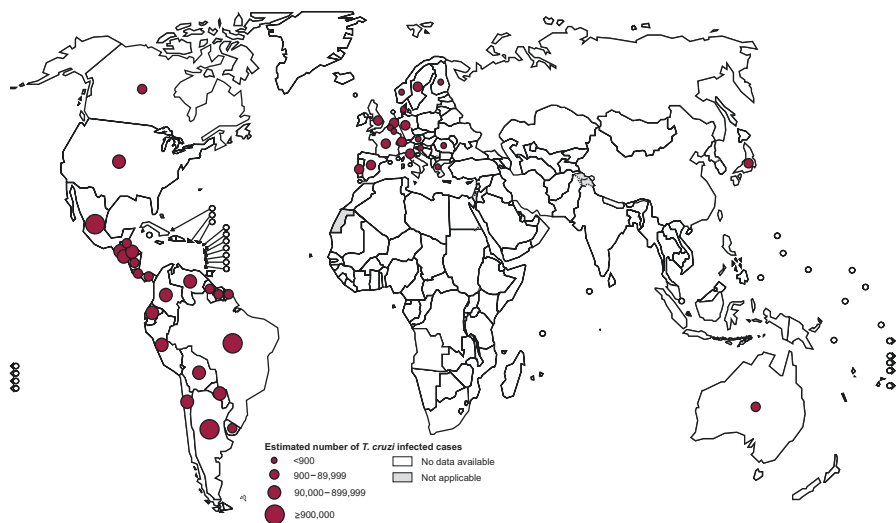 Estimated number of T. cruzi infected cases
<900
900–89,999
90,000–899,999
≥900,000
No data available
Not applicable